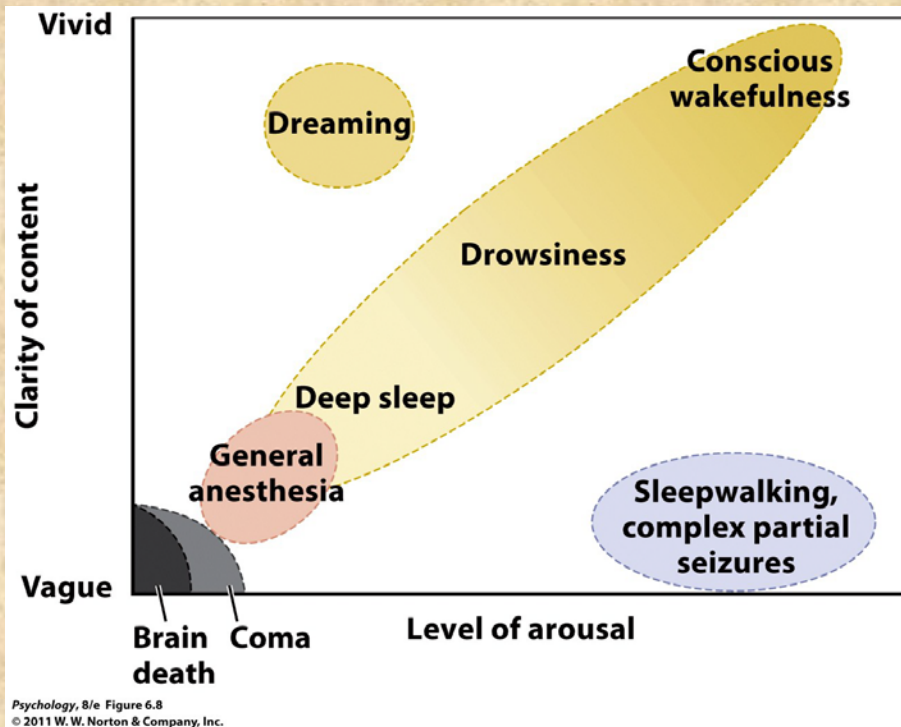 Vivid
Conscious
wakefulness
Dreaming
Clarity of content
Drowsiness
Deep sleep
General
anesthesia
Sleepwalking,
complex partial
seizures
Vague
Brain
death
Coma
Level of arousal
Psychology, 8/e Figure 6.8
© 2011 W. W. Norton & Company, Inc.